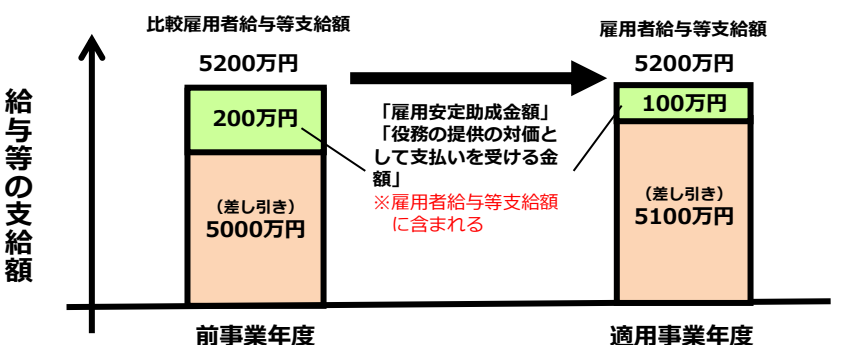 比較雇用者給与等支給額
雇用者給与等支給額
5200万円
5200万円
給与等の支給額
200万円
「雇用安定助成金額」
「役務の提供の対価と
して支払いを受ける金
額」
※雇用者給与等支給額
に含まれる
100万円
（差し引き）
5000万円
（差し引き）
5100万円
前事業年度
適用事業年度